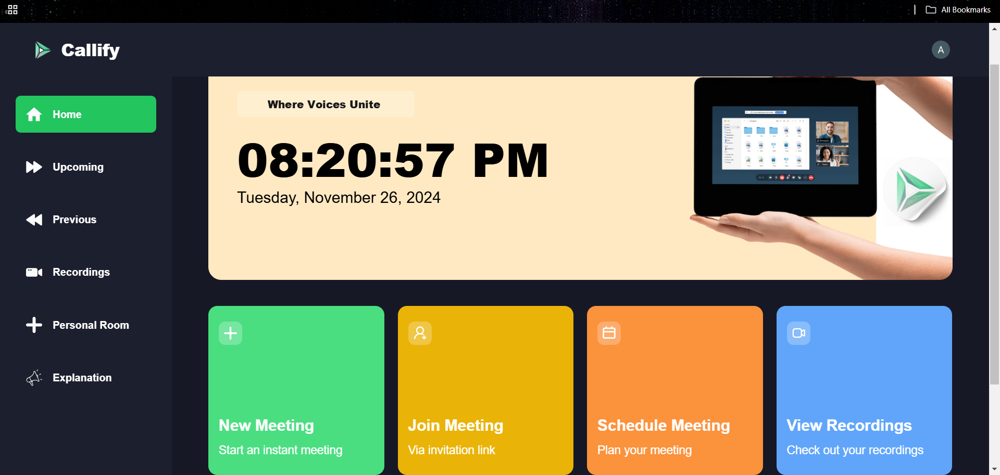 All Bookmarks
Callify
A
Home
Upcoming
Previous
Recordings
Personal Room
Explanation
Where Voices Unite
08:20:57 PM
Tuesday, November 26, 2024
New Meeting
Start an instant meeting
Join Meeting
Via invitation link
Schedule Meeting
Plan your meeting
View Recordings
Check out your recordings